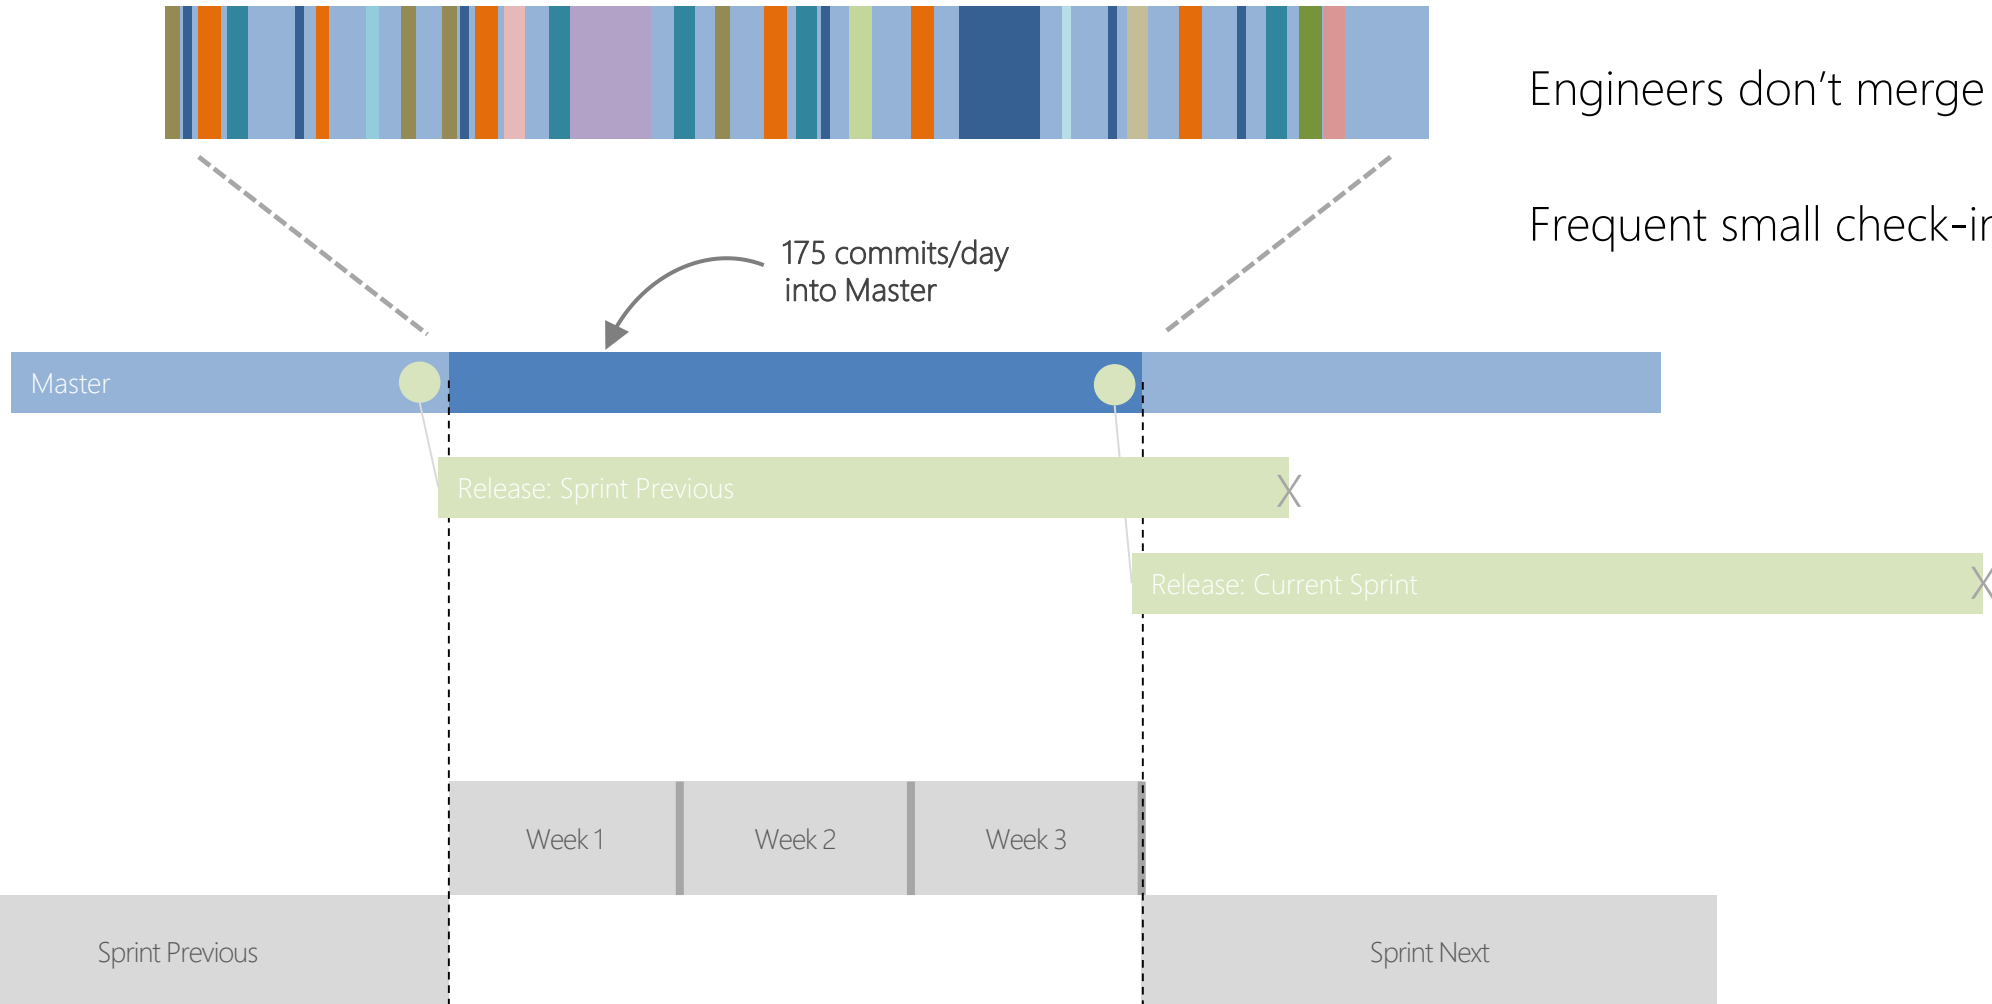 Engineers don't merge
Frequent small check-in
175 commits/day
into Master
Master
Release: Sprint Previous
X
Release: Current Sprint
X
Week 1
Week 2
Week 3
Sprint Previous
Sprint Next